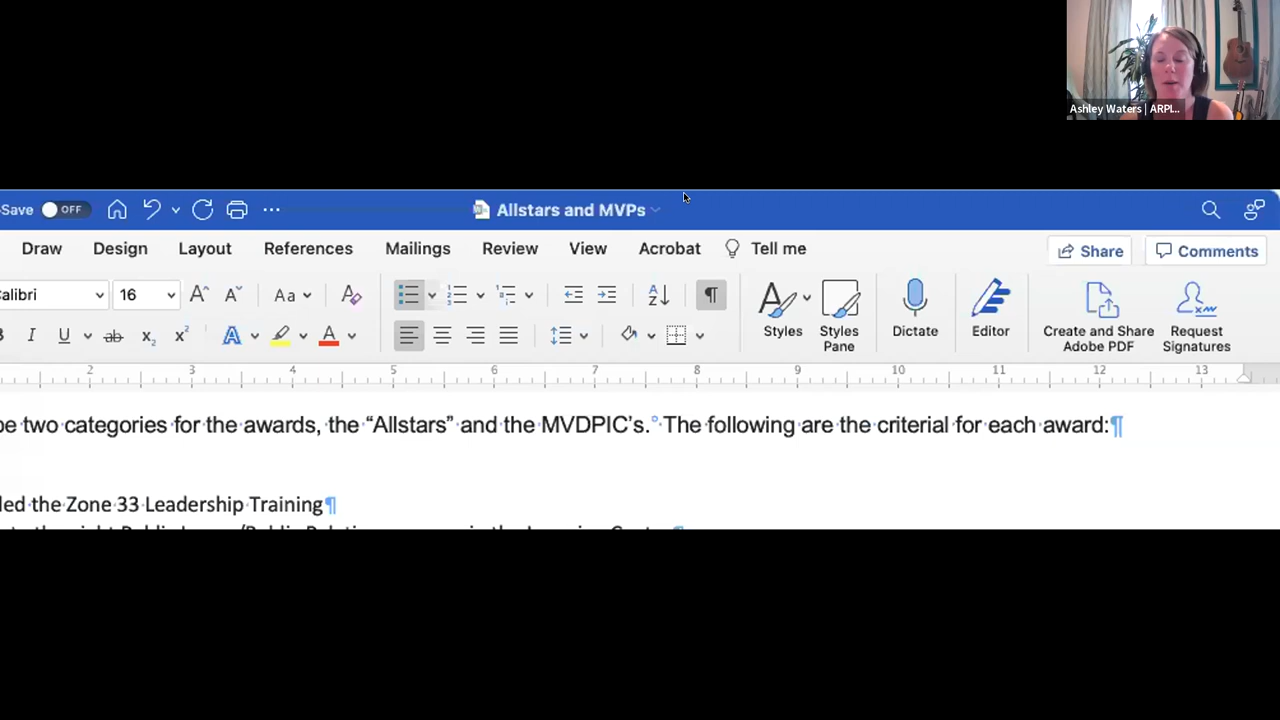 Ashley Waters | ARPI...
-Save OFF Allstars and MVPs
Draw Design Layout References Mailings Review View Acrobat Tell me Share Comments
alibri 16 Aa
Styles Styles Pane Dictate Editor Create and Share Adobe PDF Request Signatures
2 3 4 5 6 7 8 9 10 11 12 13
be two categories for the awards, the “Allstars” and the MVDPIC’s. The following are the criterial for each award:
ded the Zone 33 Leadership Training